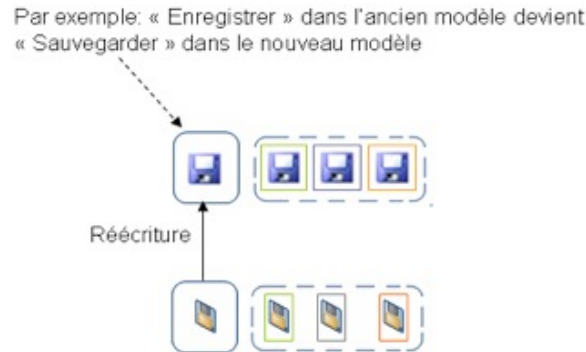 Par exemple: « Enregistrer » dans l'ancien modèle devient
« Sauvegarder » dans le nouveau modèle
Réécriture